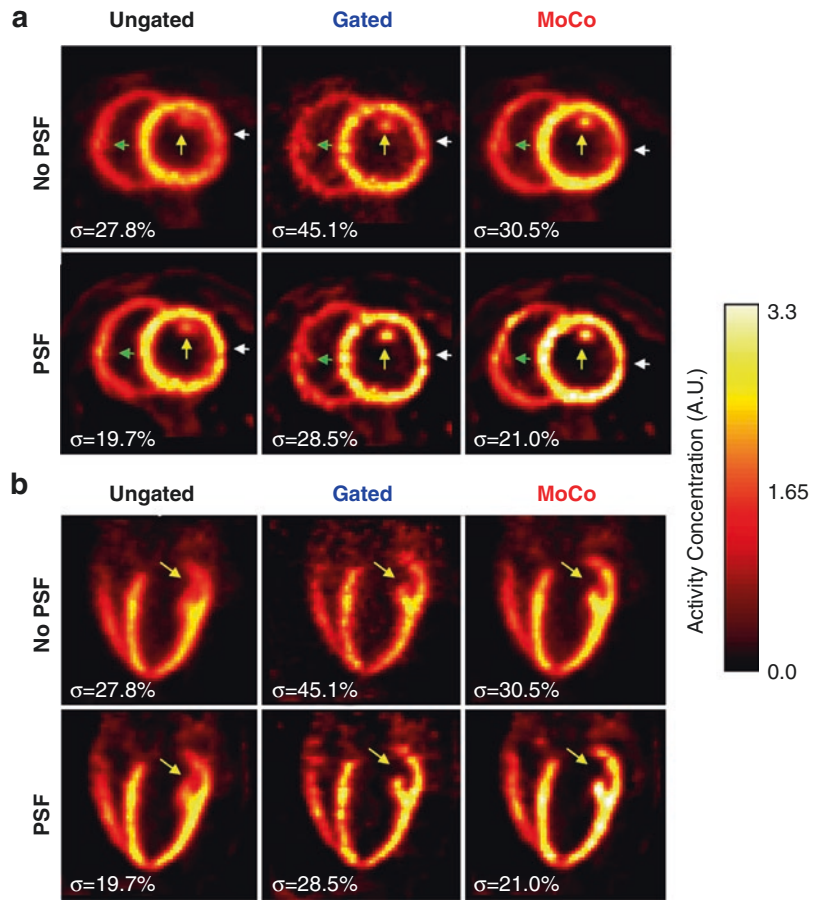 a
Ungated Gated MoCo
No PSF
σ=27.8% σ=45.1% σ=30.5%
PSF
σ=19.7% σ=28.5% σ=21.0%
b
Ungated Gated MoCo
No PSF
σ=27.8% σ=45.1% σ=30.5%
PSF
σ=19.7% σ=28.5% σ=21.0%
Activity Concentration (A.U.)
3.3
1.65
0.0